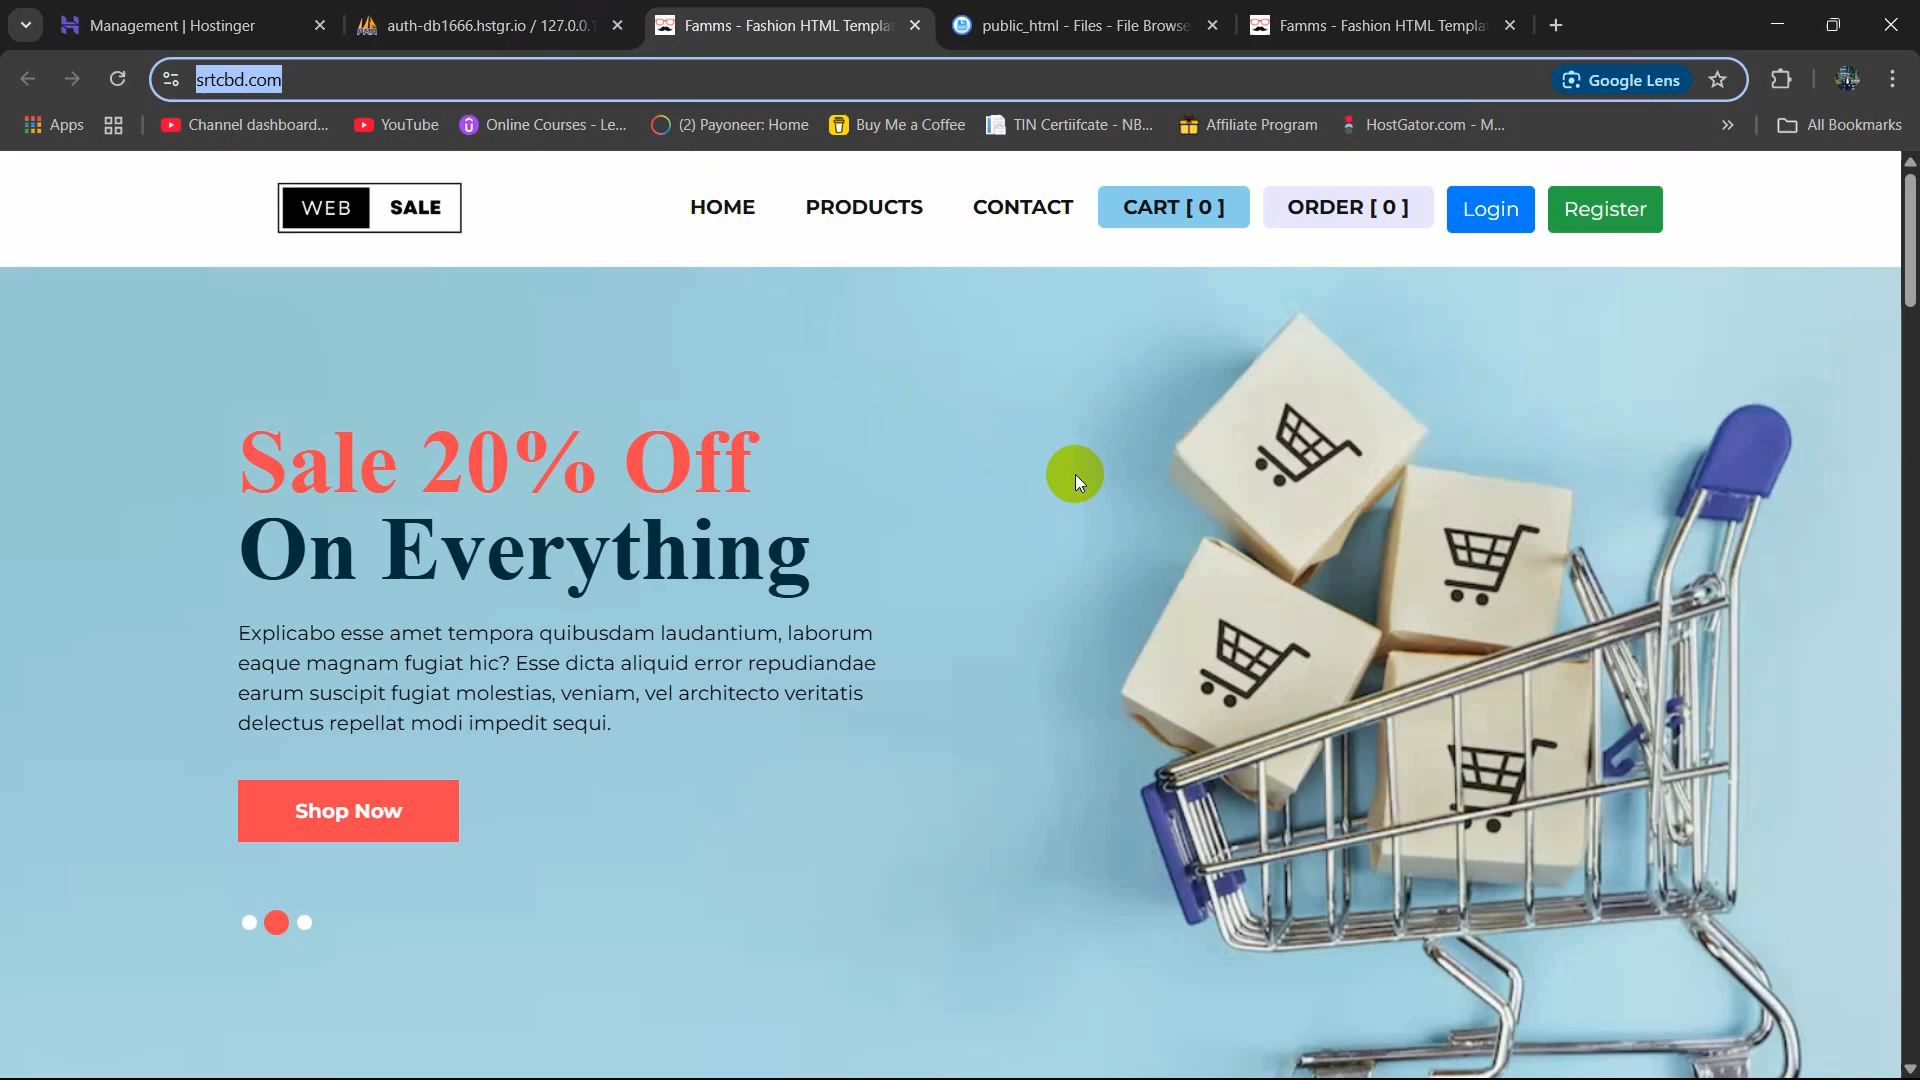 Management | Hostinger
auth-db1666.hstgr.io / 127.0.0.1
Famms - Fashion HTML Templa
public_html - Files - File Browse
Famms - Fashion HTML Templa
srtcbd.com
Google Lens
Apps
Channel dashboard...
YouTube
Online Courses - Le...
(2) Payoneer: Home
Buy Me a Coffee
TIN Certiifcate - NB...
Affiliate Program
HostGator.com - M...
»
All Bookmarks
WEB SALE
HOME
PRODUCTS
CONTACT
CART [ 0 ]
ORDER [ 0 ]
Login
Register
Sale 20% Off
On Everything
Explicabo esse amet tempora quibusdam laudantium, laborum
eaque magnam fugiat hic? Esse dicta aliquid error repudiandae
earum suscipit fugiat molestias, veniam, vel architecto veritatis
delectus repellat modi impedit sequi.
Shop Now